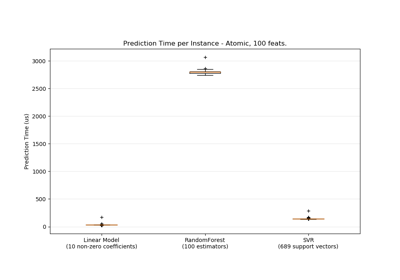 Prediction Time per Instance - Atomic, 100 feats.
3000
2500
2000
1500
1000
500
0
Prediction Time (us)
Linear Model
(10 non-zero coefficients)
RandomForest
(100 estimators)
SVR
(689 support vectors)